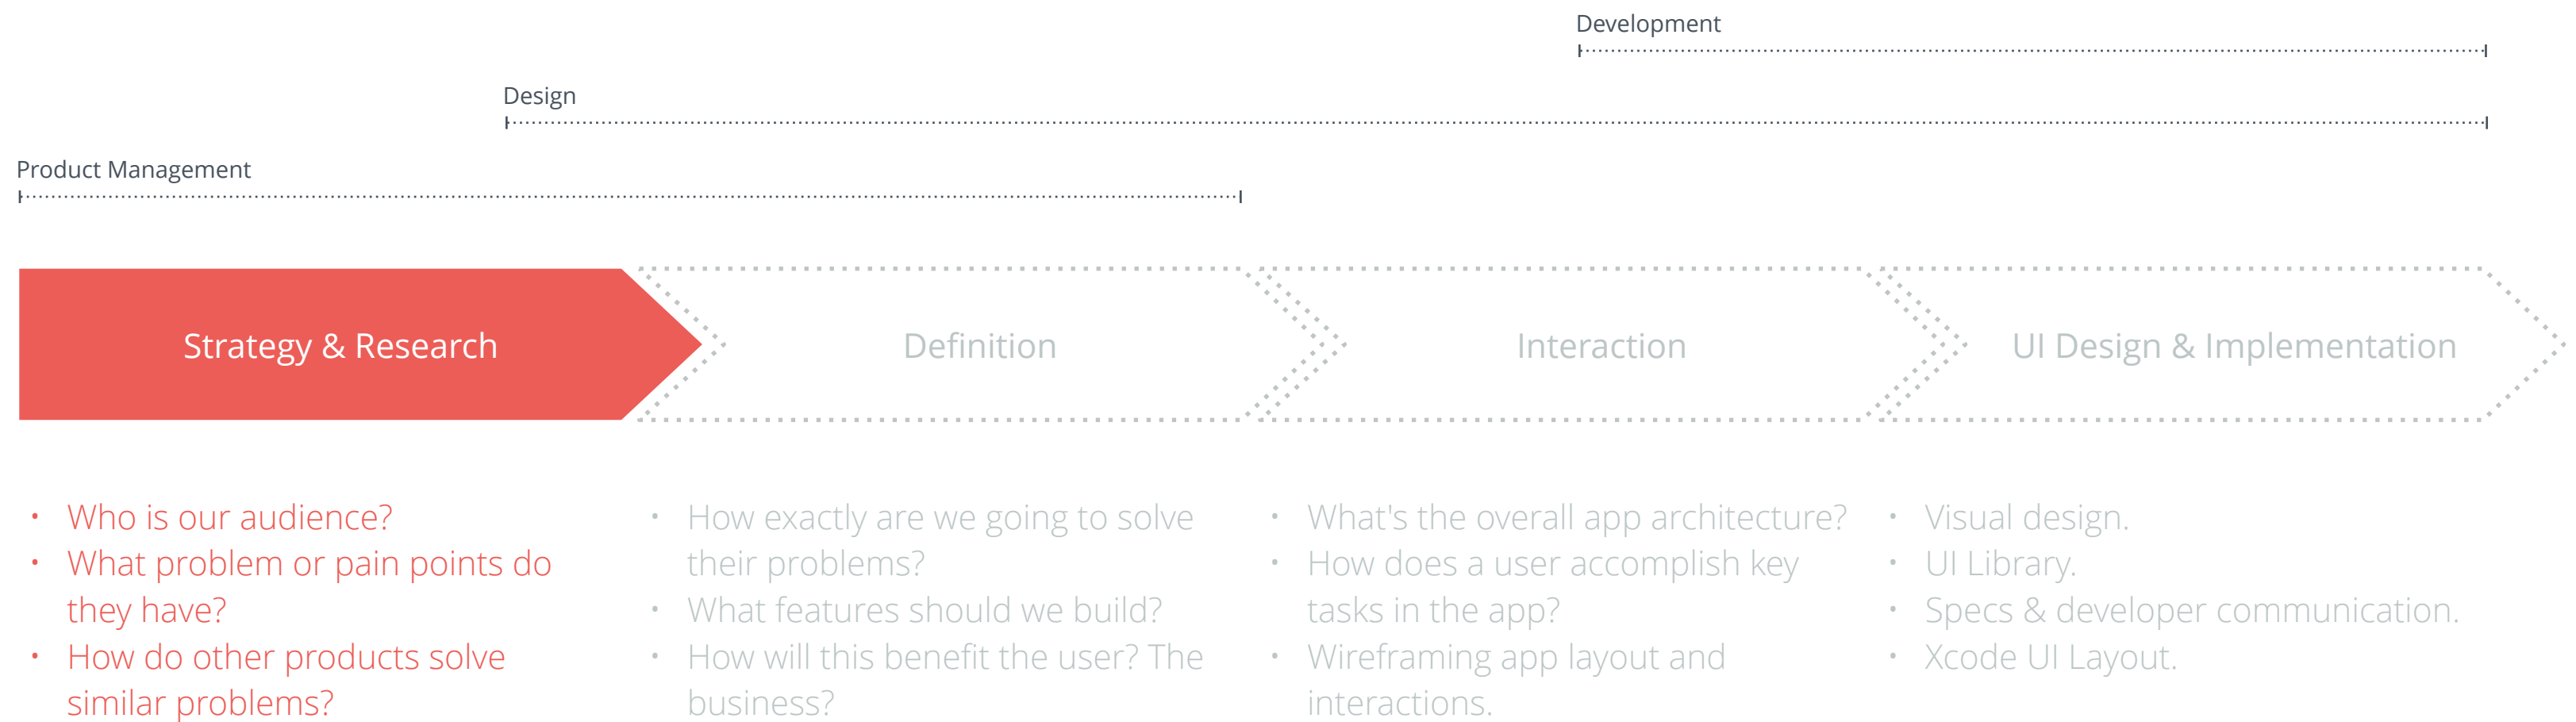 Development
Design
Product Management
Strategy & Research
Definition
Interaction
UI Design & Implementation
• Who is our audience?
• What problem or pain points do
they have?
• How do other products solve
similar problems?
• How exactly are we going to solve
their problems?
• What features should we build?
• How will this benefit the user? The
business?
• What's the overall app architecture?
• How does a user accomplish key
tasks in the app?
• Wireframing app layout and
interactions.
• Visual design.
• UI Library.
• Specs & developer communication.
• Xcode UI Layout.